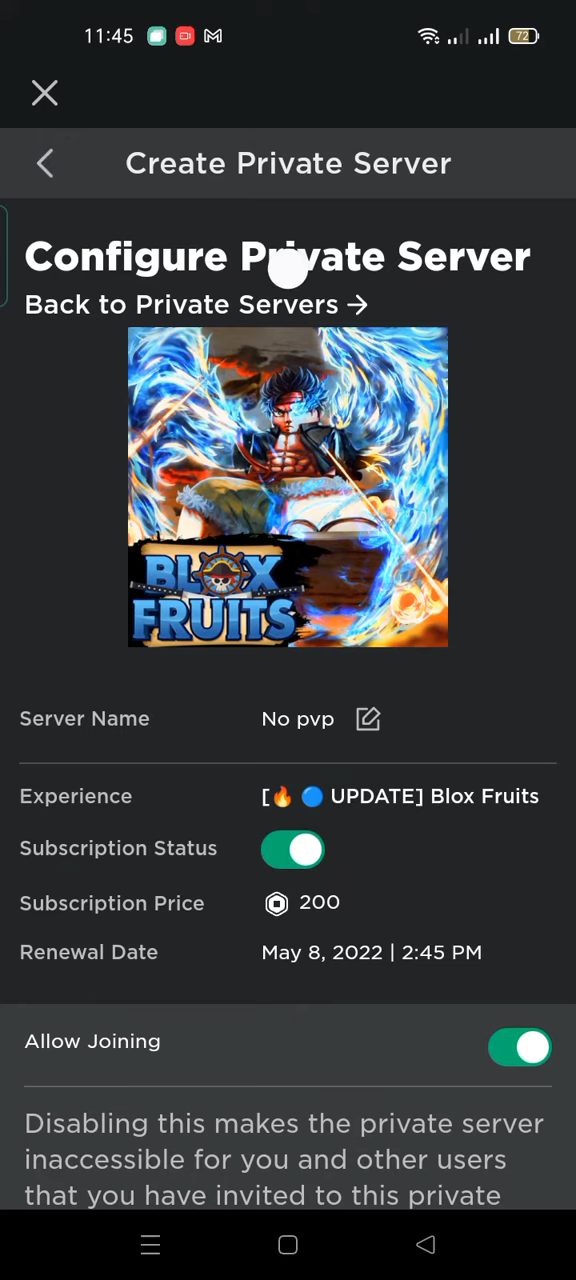 11:45
72
Create Private Server
Configure Private Server
Back to Private Servers →
BLOX
FRUITS
Server Name
No pvp
Experience
[🔥 🔵 UPDATE] Blox Fruits
Subscription Status
Subscription Price
200
Renewal Date
May 8, 2022 | 2:45 PM
Allow Joining
Disabling this makes the private server
inaccessible for you and other users
that you have invited to this private